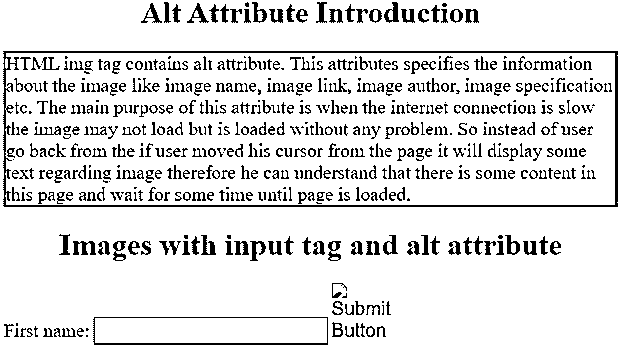 Alt Attribute Introduction
HTML img tag contains alt attribute. This attributes specifies the information
about the image like image name, image link, image author, image specification
etc. The main purpose of this attribute is when the internet connection is slow
the image may not load but is loaded without any problem. So instead of user
go back from the if user moved his cursor from the page it will display some
text regarding image therefore he can understand that there is some content in
this page and wait for some time until page is loaded.
Images with input tag and alt attribute
Submit
First name: Button